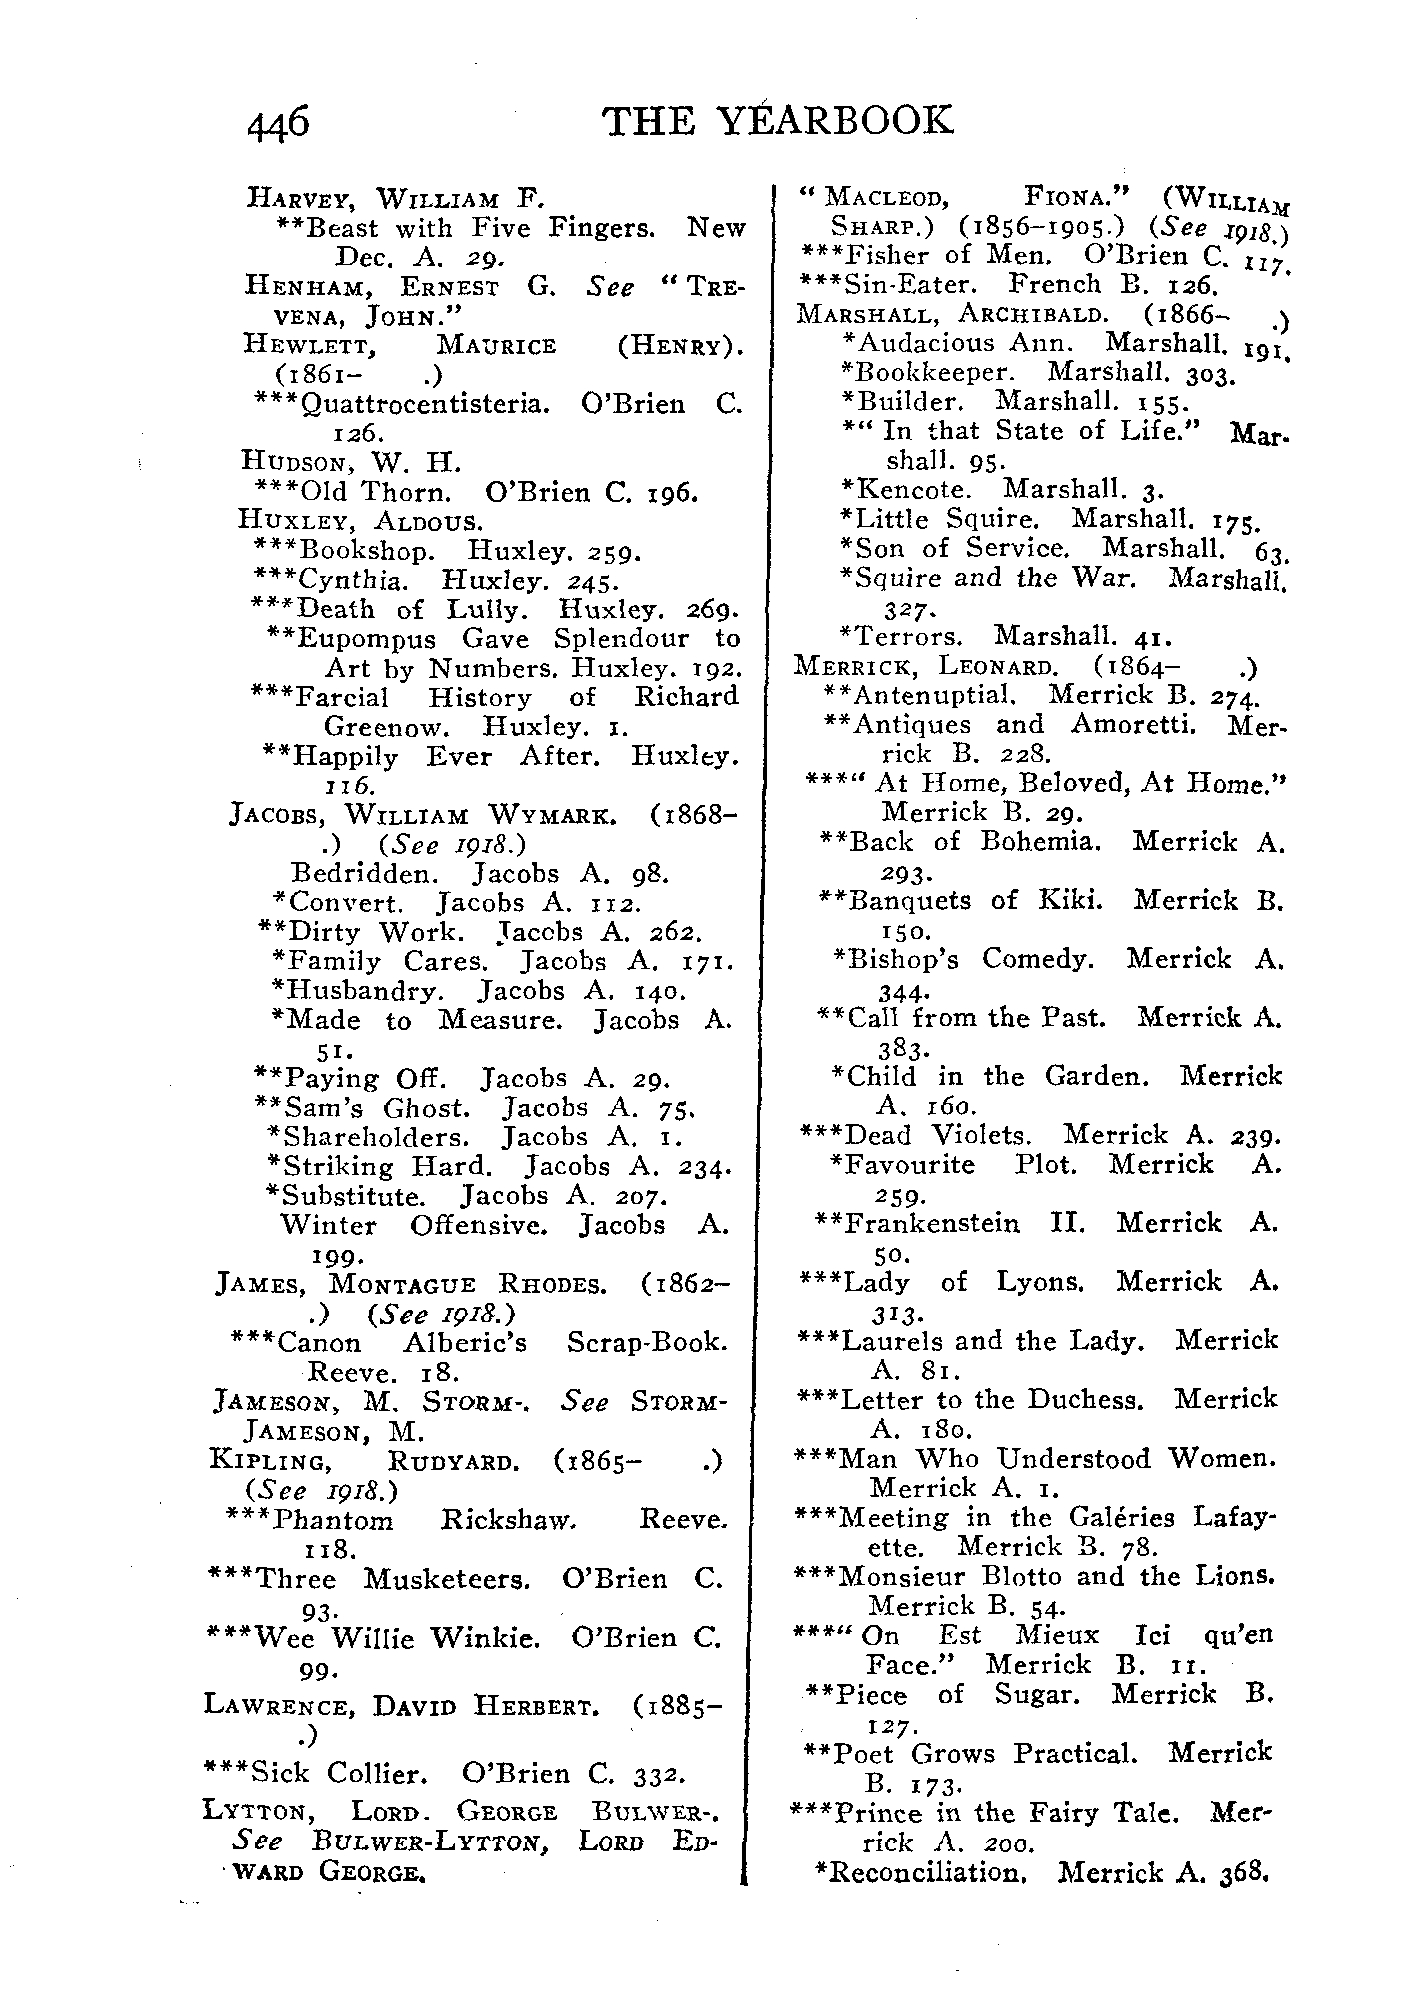 446
THE YEARBOOK
HARVEY, WILLIAM F.
**Beast with Five Fingers. New
Dec. A. 29.
HENHAM, ERNEST G. See "TRE-
VENA, JOHN."
HEWLETT, MAURICE (HENRY).
(1861- .)
***Quattrocentisteria. O'Brien C.
126.
HUDSON, W. H.
***Old Thorn. O'Brien C. 196.
HUXLEY, ALDOUS.
***Bookshop. Huxley. 259.
***Cynthia. Huxley. 245.
***Death of Lully. Huxley. 269.
**Eupompus Gave Splendour to
Art by Numbers. Huxley. 192.
***Farcial History of Richard
Greenow. Huxley. 1.
**Happily Ever After. Huxley.
116.
JACOBS, WILLIAM WYMARK. (1868-
.) (See 1918.)
Bedridden. Jacobs A. 98.
*Convert. Jacobs A. 112.
**Dirty Work. Jacobs A. 262.
*Family Cares. Jacobs A. 171.
*Husbandry. Jacobs A. 140.
*Made to Measure. Jacobs A.
51.
**Paying Off. Jacobs A. 29.
**Sam's Ghost. Jacobs A. 75.
*Shareholders. Jacobs A. 1.
*Striking Hard. Jacobs A. 234.
*Substitute. Jacobs A. 207.
Winter Offensive. Jacobs A.
199.
JAMES, MONTAGUE RHODES. (1862-
.) (See 1918.)
***Canon Alberic's Scrap-Book.
Reeve. 18.
JAMESON, M. STORM-. See STORM-
JAMESON, M.
KIPLING, RUDYARD. (1865- .)
(See 1918.)
***Phantom Rickshaw. Reeve.
118.
***Three Musketeers. O'Brien C.
93.
***Wee Willie Winkie. O'Brien C.
99.
LAWRENCE, DAVID HERBERT. (1885-
.)
***Sick Collier. O'Brien C. 332.
LYTTON, LORD. GEORGE BULWER-.
See BULWER-LYTTON, LORD ED-
WARD GEORGE.
"MACLEOD, FIONA." (WILLIAM
SHARP.) (1856-1905.) (See 1918.)
***Fisher of Men. O'Brien C. 117.
***Sin-Eater. French B. 126.
MARSHALL, ARCHIBALD. (1866- .)
*Audacious Ann. Marshall. 191.
*Bookkeeper. Marshall. 303.
*Builder. Marshall. 155.
*"In that State of Life." Mar-
shall. 95.
*Kencote. Marshall. 3.
*Little Squire. Marshall. 175.
*Son of Service. Marshall. 63.
*Squire and the War. Marshall.
327.
*Terrors. Marshall. 41.
MERRICK, LEONARD. (1864- .)
**Antenuptial. Merrick B. 274.
**Antiques and Amoretti. Mer-
rick B. 228.
***"At Home, Beloved, At Home."
Merrick B. 29.
**Back of Bohemia. Merrick A.
293.
**Banquets of Kiki. Merrick B.
150.
*Bishop's Comedy. Merrick A.
344.
**Call from the Past. Merrick A.
383.
*Child in the Garden. Merrick
A. 160.
***Dead Violets. Merrick A. 239.
*Favourite Plot. Merrick A.
259.
**Frankenstein II. Merrick A.
50.
***Lady of Lyons. Merrick A.
313.
***Laurels and the Lady. Merrick
A. 81.
***Letter to the Duchess. Merrick
A. 180.
***Man Who Understood Women.
Merrick A. 1.
***Meeting in the Galéries Lafay-
ette. Merrick B. 78.
***Monsieur Blotto and the Lions.
Merrick B. 54.
***"On Est Mieux Ici qu'en
Face." Merrick B. 11.
**Piece of Sugar. Merrick B.
127.
**Poet Grows Practical. Merrick
B. 173.
***Prince in the Fairy Tale. Mer-
rick A. 200.
*Reconciliation. Merrick A. 368.